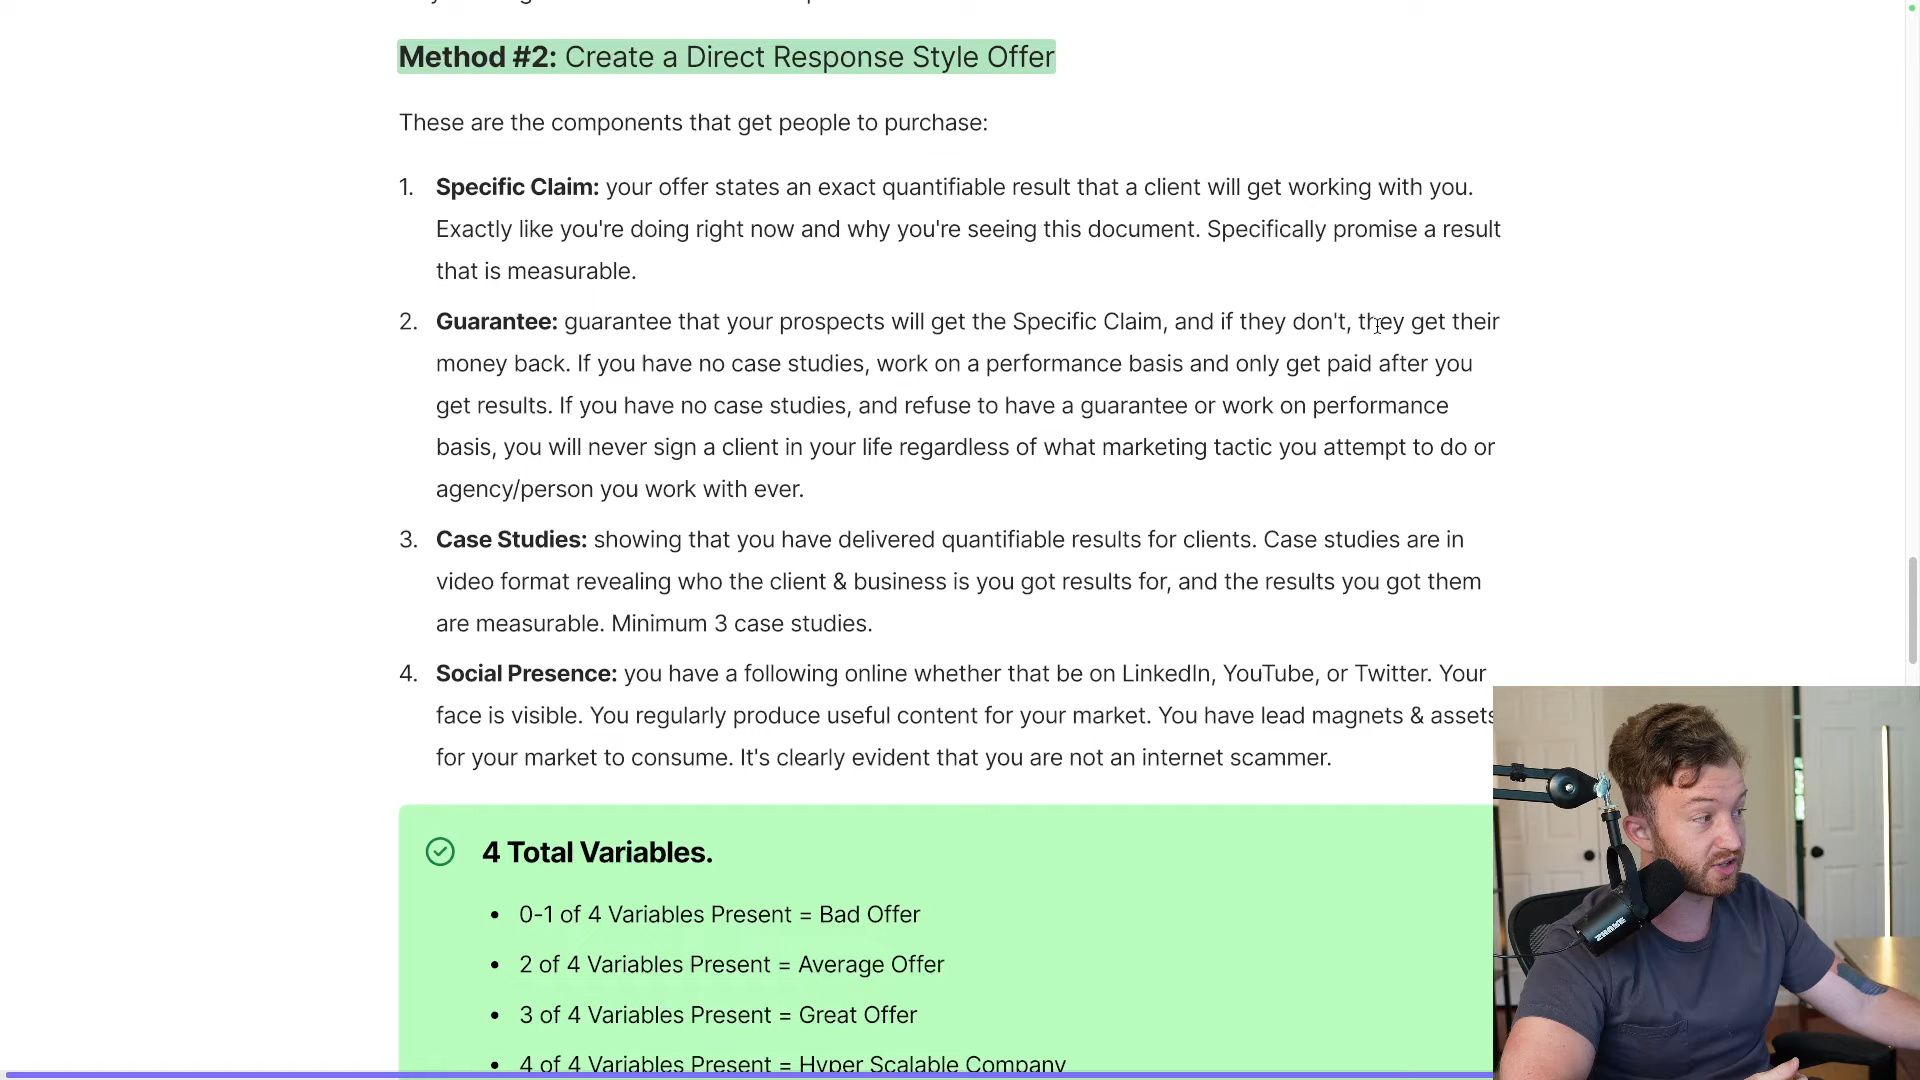 Method #2: Create a Direct Response Style Offer
These are the components that get people to purchase:
1. Specific Claim: your offer states an exact quantifiable result that a client will get working with you.
Exactly like you're doing right now and why you're seeing this document. Specifically promise a result
that is measurable.
2. Guarantee: guarantee that your prospects will get the Specific Claim, and if they don't, they get their
money back. If you have no case studies, work on a performance basis and only get paid after you
get results. If you have no case studies, and refuse to have a guarantee or work on performance
basis, you will never sign a client in your life regardless of what marketing tactic you attempt to do or
agency/person you work with ever.
3. Case Studies: showing that you have delivered quantifiable results for clients. Case studies are in
video format revealing who the client & business is you got results for, and the results you got them
are measurable. Minimum 3 case studies.
4. Social Presence: you have a following online whether that be on LinkedIn, YouTube, or Twitter. Your
face is visible. You regularly produce useful content for your market. You have lead magnets & assets
for your market to consume. It's clearly evident that you are not an internet scammer.
4 Total Variables.
• 0-1 of 4 Variables Present = Bad Offer
• 2 of 4 Variables Present = Average Offer
• 3 of 4 Variables Present = Great Offer
• 4 of 4 Variables Present = Hyper Scalable Company
SHURE